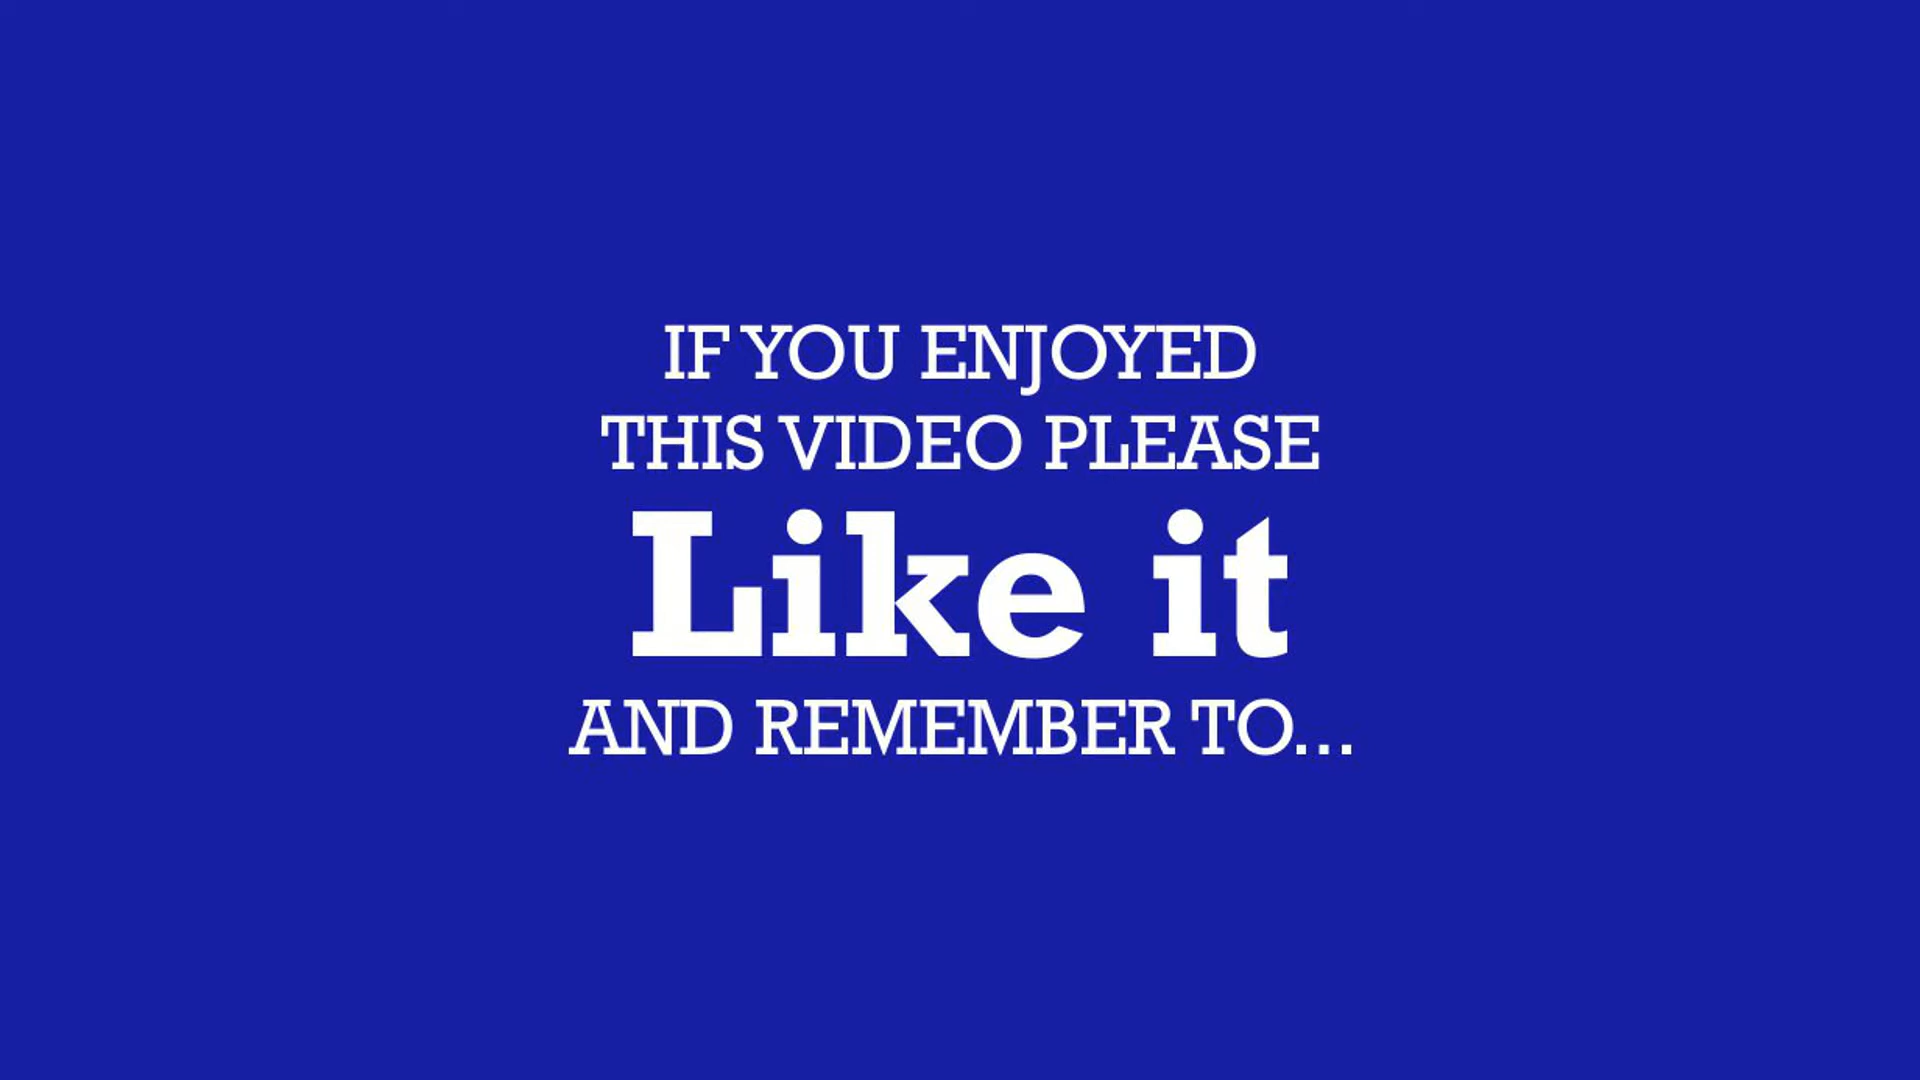 IF YOU ENJOYED
THIS VIDEO PLEASE
Like it
AND REMEMBER TO...